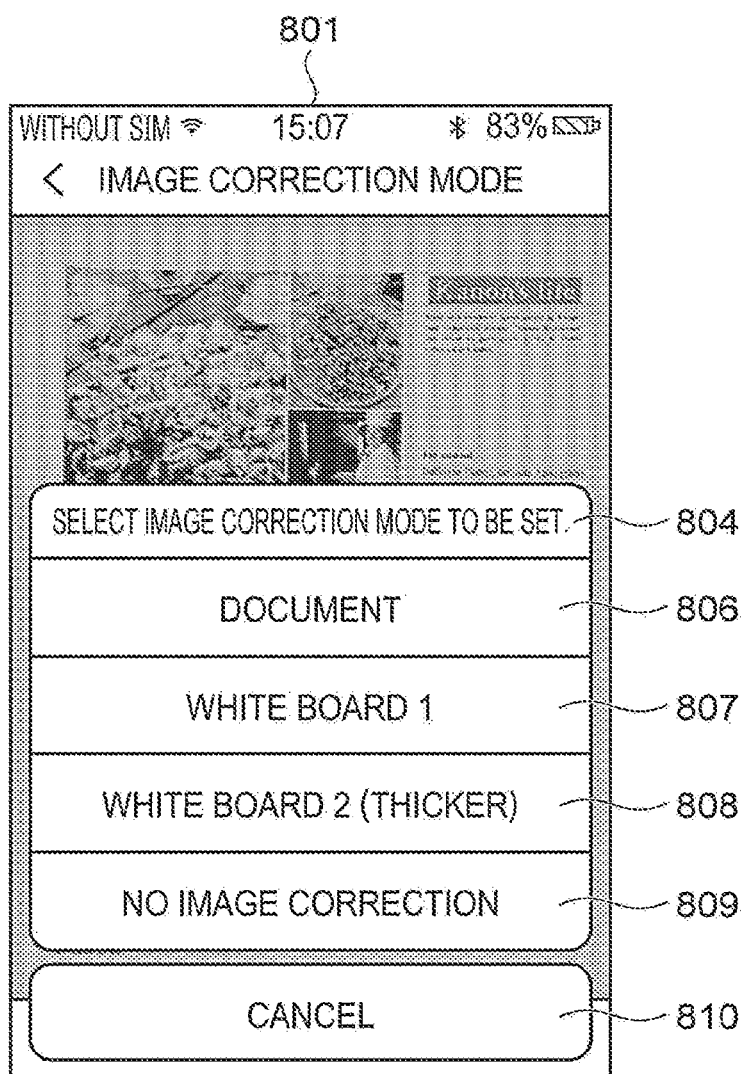 801
WITHOUT SIM 15:07 83%
< IMAGE CORRECTION MODE
SELECT IMAGE CORRECTION MODE TO BE SET. 804
DOCUMENT 806
WHITE BOARD 1 807
WHITE BOARD 2 (THICKER) 808
NO IMAGE CORRECTION 809
CANCEL 810